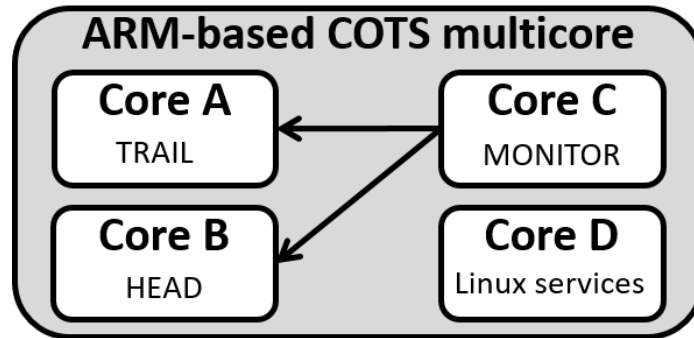 ARM-based COTS multicore
Core A
TRAIL
Core C
MONITOR
Core B
HEAD
Core D
Linux services